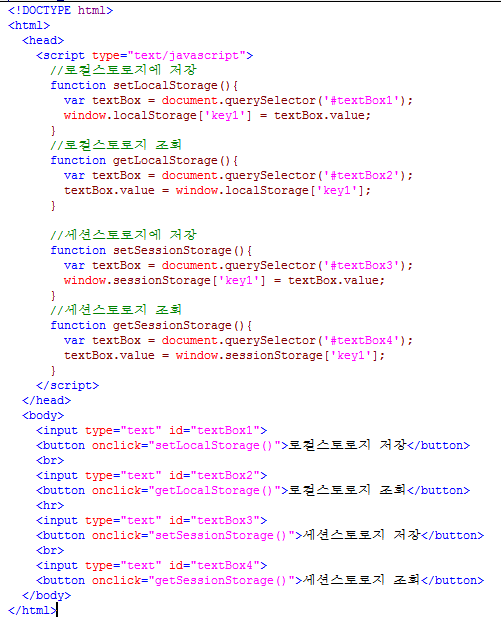 <!DOCTYPE html>
<html>
<head>
<script type="text/javascript">
//로컬스토로지에 저장
function setLocalStorage(){
var textBox = document.querySelector('#textBox1');
window.localStorage['key1'] = textBox.value;
}
//로컬스토로지 조회
function getLocalStorage(){
var textBox = document.querySelector('#textBox2');
textBox.value = window.localStorage['key1'];
}
//세션스토로지에 저장
function setSessionStorage(){
var textBox = document.querySelector('#textBox3');
window.sessionStorage['key1'] = textBox.value;
}
//세션스토로지 조회
function getSessionStorage(){
var textBox = document.querySelector('#textBox4');
textBox.value = window.sessionStorage['key1'];
}
</script>
</head>
<body>
<input type="text" id="textBox1">
<button onclick="setLocalStorage()">로컬스토로지 저장</button>
<br>
<input type="text" id="textBox2">
<button onclick="getLocalStorage()">로컬스토로지 조회</button>
<hr>
<input type="text" id="textBox3">
<button onclick="setSessionStorage()">세션스토로지 저장</button>
<br>
<input type="text" id="textBox4">
<button onclick="getSessionStorage()">세션스토로지 조회</button>
</body>
</html>